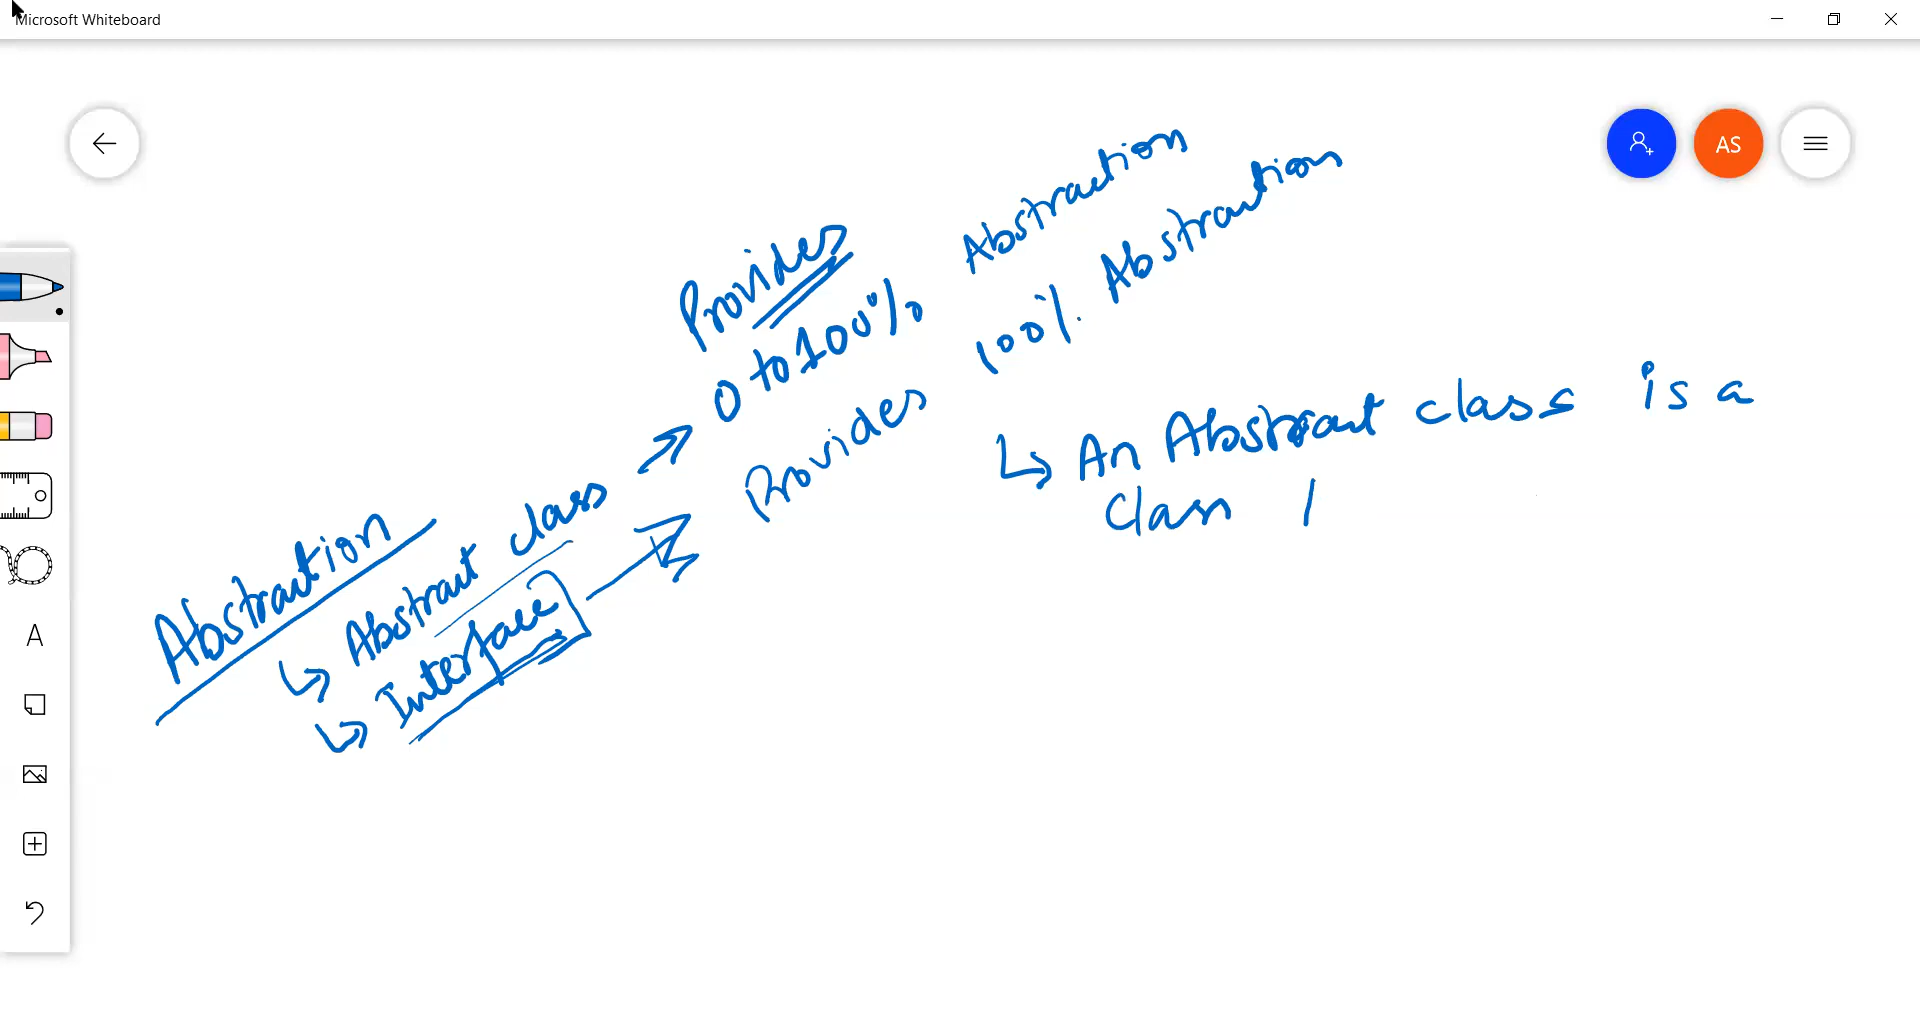 Microsoft Whiteboard
AS
Provides
0 to 100% Abstraction
Provides 100% Abstraction
Abstraction
↳ Abstract class →
↳ Interface →
↳ An Abstract class is a
class
A